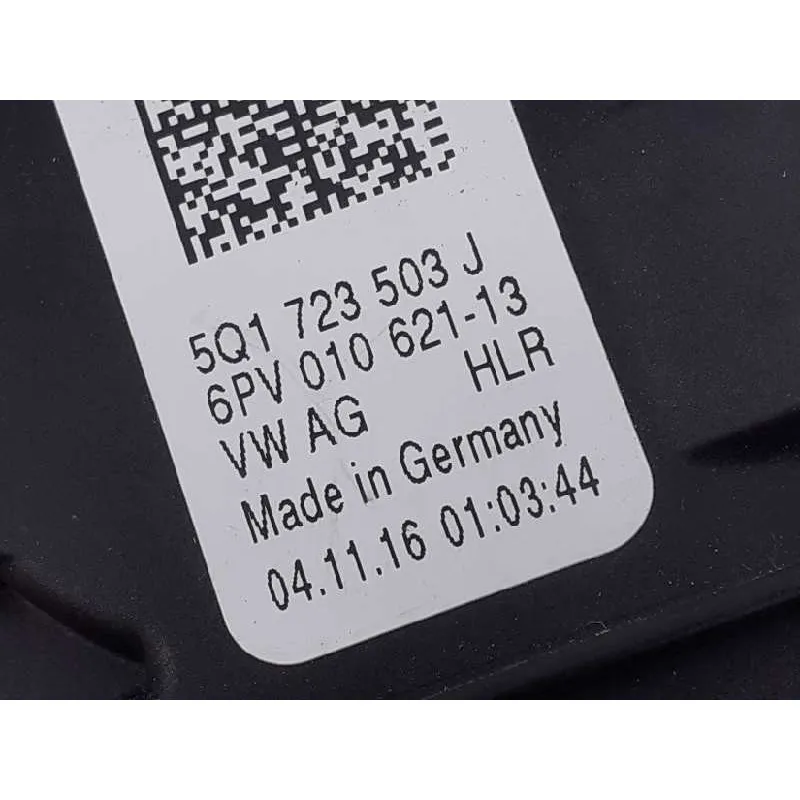 5Q1 723 503 J
6PV 010 621-13
VW AG HLR
Made in Germany
04.11.16 01:03:44